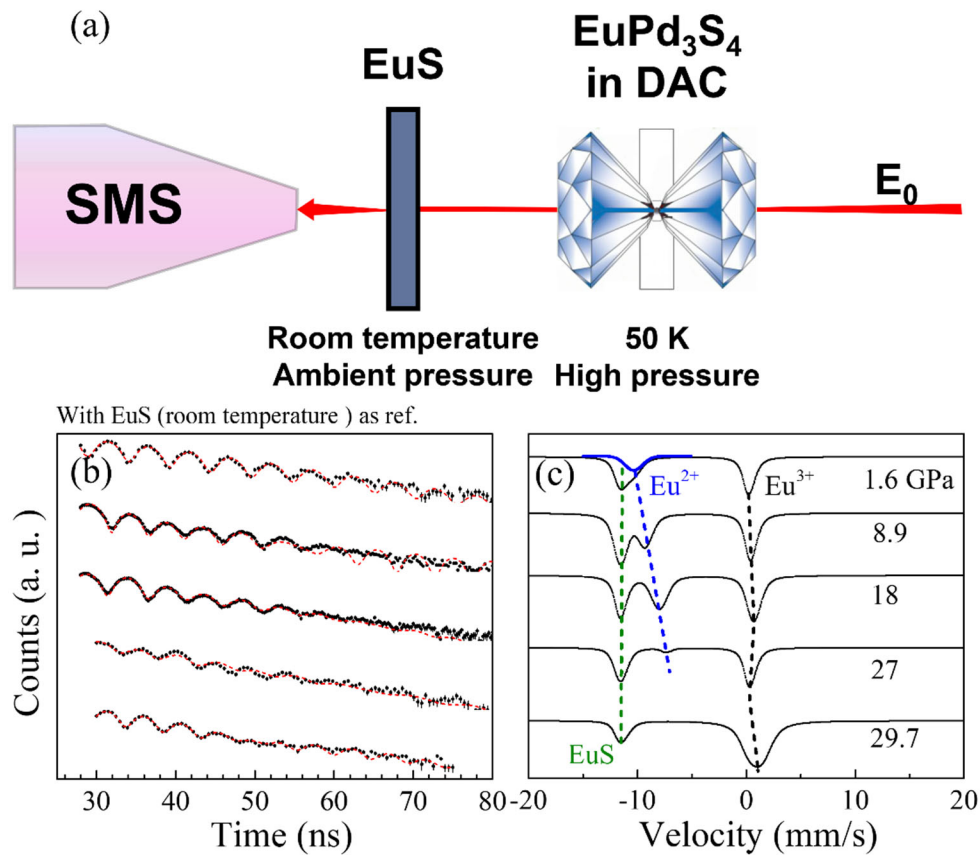 (a)
EuS
EuPd₃S₄
in DAC
SMS
E₀
Room temperature
Ambient pressure
50 K
High pressure
With EuS (room temperature ) as ref.
(b)
Counts (a. u.)
30 40 50 60 70 80
Time (ns)
(c)
Eu²⁺
Eu³⁺
1.6 GPa
8.9
18
27
29.7
EuS
-20 -10 0 10 20
Velocity (mm/s)